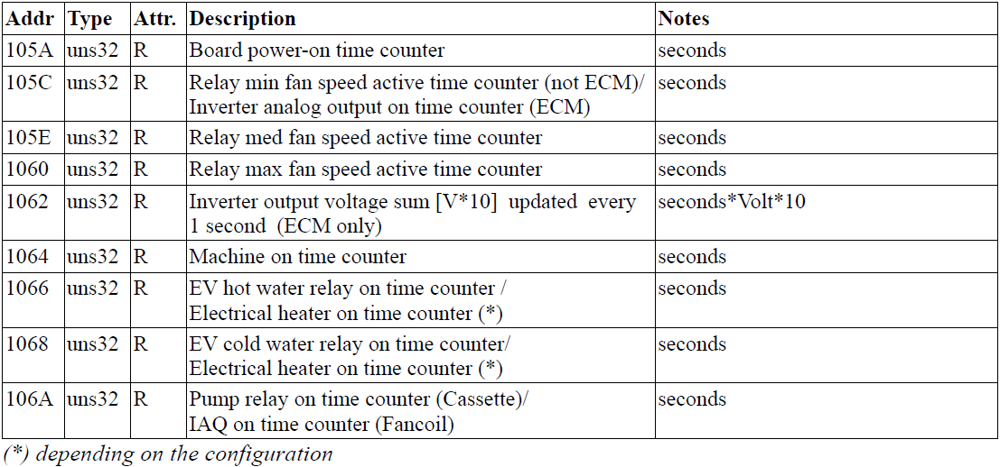 Addr Type Attr. Description Notes
105A uns32 R Board power-on time counter seconds
105C uns32 R Relay min fan speed active time counter (not ECM)/ seconds
Inverter analog output on time counter (ECM)
105E uns32 R Relay med fan speed active time counter seconds
1060 uns32 R Relay max fan speed active time counter seconds
1062 uns32 R Inverter output voltage sum [V*10] updated every seconds*Volt*10
1 second (ECM only)
1064 uns32 R Machine on time counter seconds
1066 uns32 R EV hot water relay on time counter / seconds
Electrical heater on time counter (*)
1068 uns32 R EV cold water relay on time counter/ seconds
Electrical heater on time counter (*)
106A uns32 R Pump relay on time counter (Cassette)/ seconds
IAQ on time counter (Fancoil)
(*) depending on the configuration